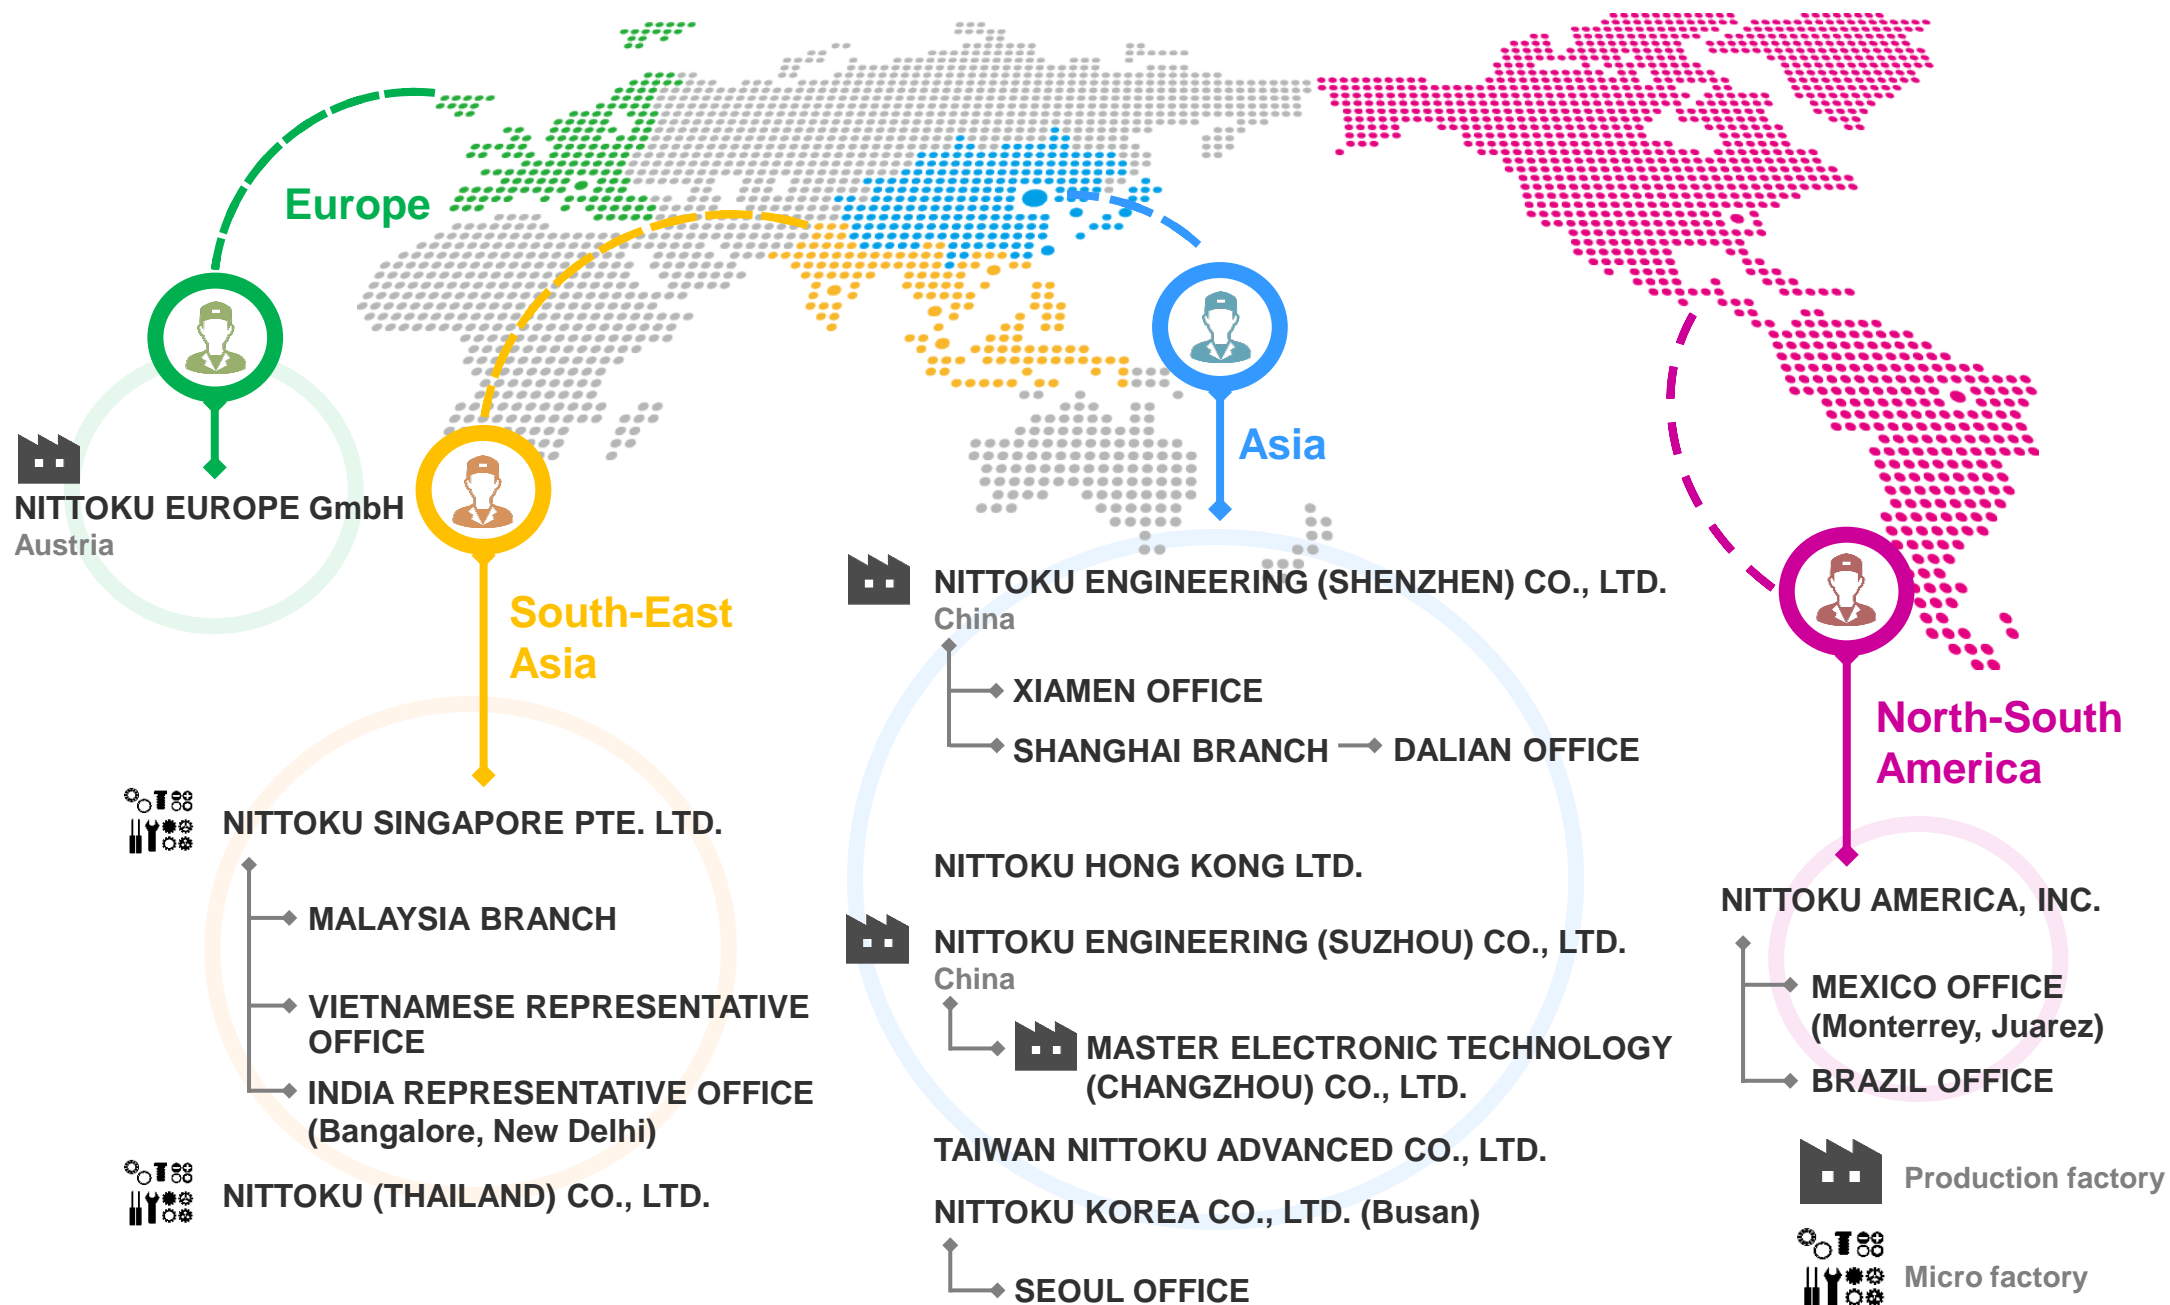 Europe
NITTOKU EUROPE GmbH
Austria
South-East
Asia
NITTOKU SINGAPORE PTE. LTD.
MALAYSIA BRANCH
VIETNAMESE REPRESENTATIVE
OFFICE
INDIA REPRESENTATIVE OFFICE
(Bangalore, New Delhi)
NITTOKU (THAILAND) CO., LTD.
Asia
NITTOKU ENGINEERING (SHENZHEN) CO., LTD.
China
XIAMEN OFFICE
SHANGHAI BRANCH
DALIAN OFFICE
NITTOKU HONG KONG LTD.
NITTOKU ENGINEERING (SUZHOU) CO., LTD.
China
MASTER ELECTRONIC TECHNOLOGY
(CHANGZHOU) CO., LTD.
TAIWAN NITTOKU ADVANCED CO., LTD.
NITTOKU KOREA CO., LTD. (Busan)
SEOUL OFFICE
North-South
America
NITTOKU AMERICA, INC.
MEXICO OFFICE
(Monterrey, Juarez)
BRAZIL OFFICE
Production factory
Micro factory